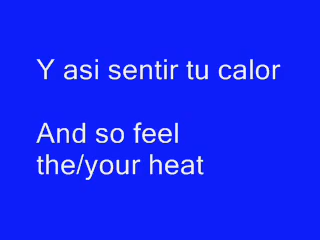 Y asi sentir tu calor
And so feel
the/your heat